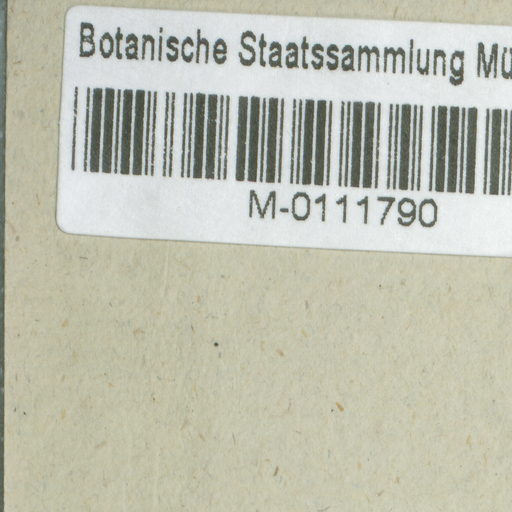 Botanische Staatssammlung Mü
M-0111790